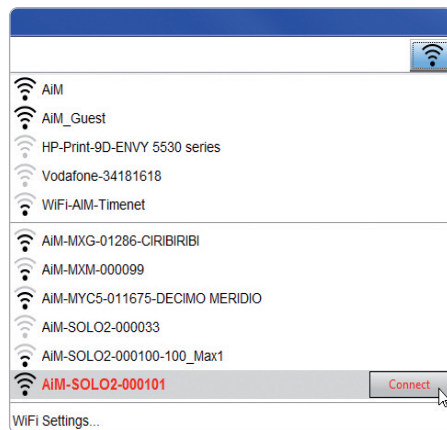 AiM
AiM_Guest
HP-Print-9D-ENVY 5530 series
Vodafone-34181618
WiFi-AIM-Timenet
AiM-MXG-01286-CIRIBIRIBI
AiM-MXM-000099
AiM-MYC5-011675-DECIMO MERIDIO
AiM-SOLO2-000033
AiM-SOLO2-000100-100_Max1
AiM-SOLO2-000101 Connect
WiFi Settings...